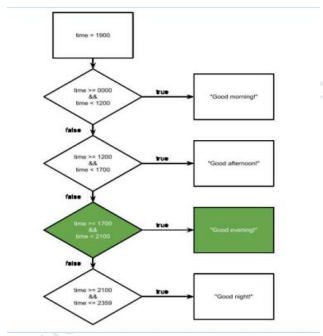 time = 1900
time >= 0000
&&
time < 1200
true
"Good morning!"
false
time >= 1200
&&
time < 1700
true
"Good afternoon!"
false
time >= 1700
&&
time < 2100
true
"Good evening!"
false
time >= 2100
&&
time <= 2359
true
"Good night!"